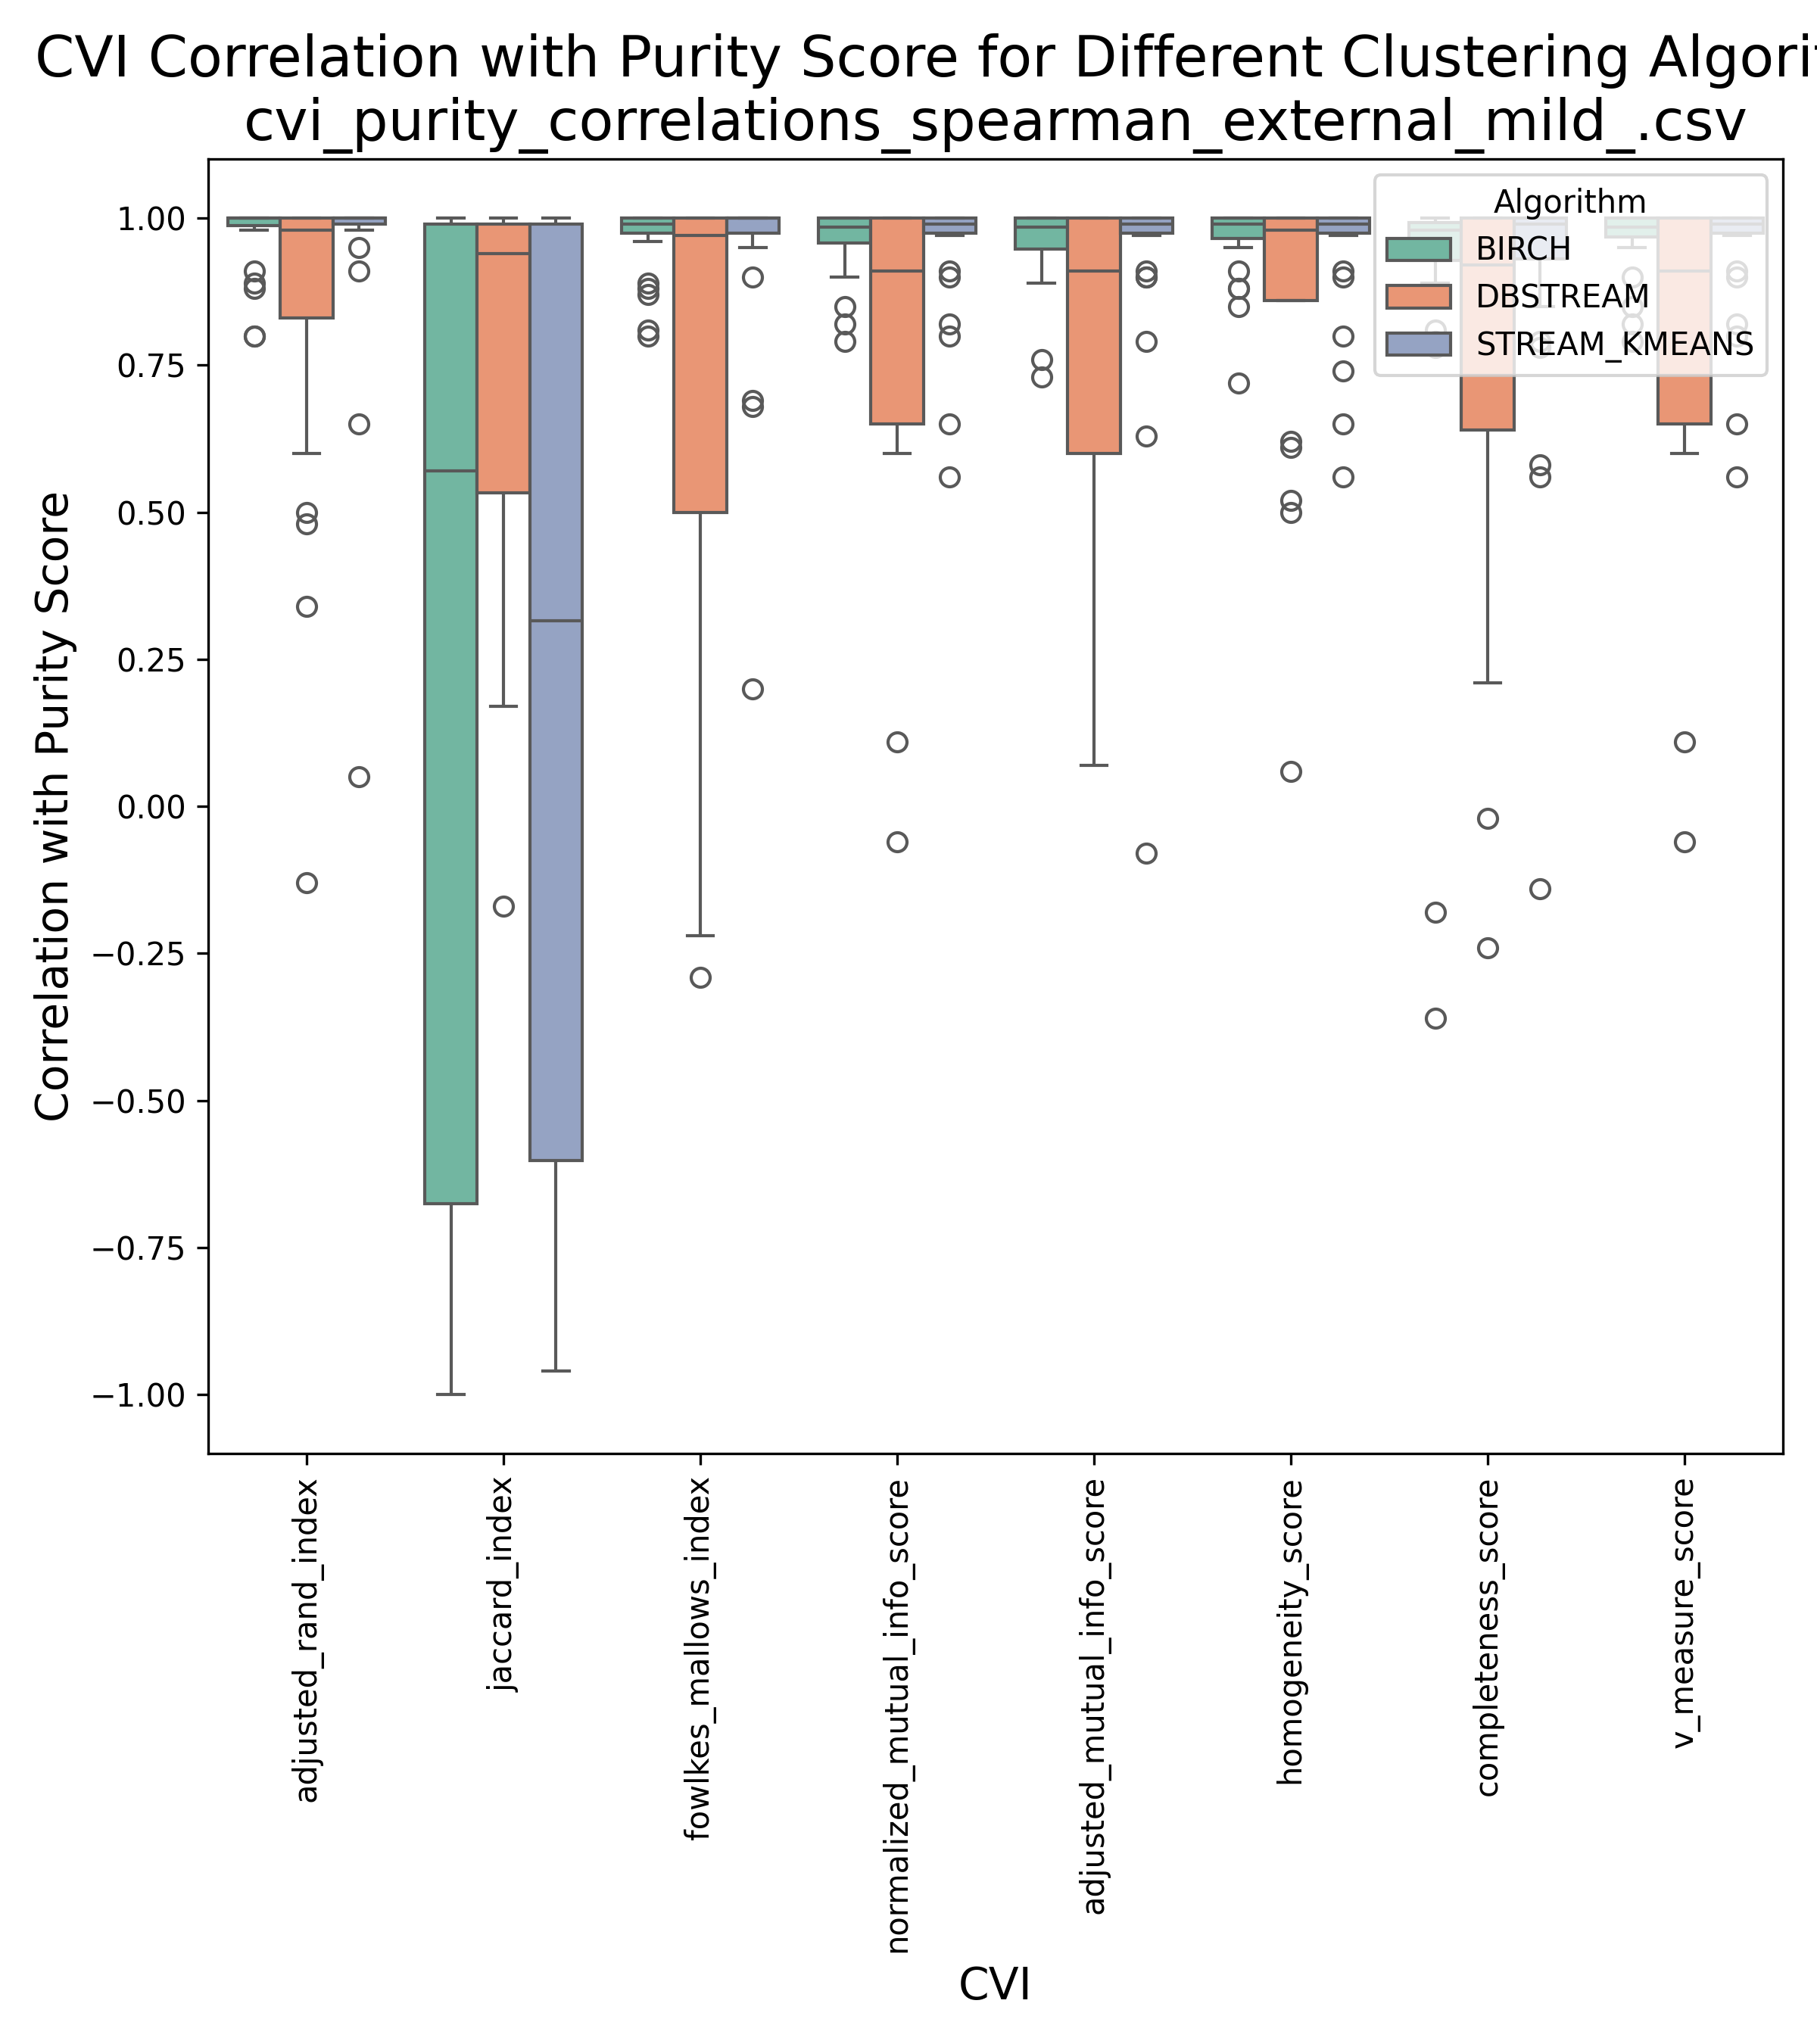 CVI Correlation with Purity Score for Different Clustering Algori
cvi_purity_correlations_spearman_external_mild_.csv
Algorithm
BIRCH
DBSTREAM
STREAM_KMEANS
Correlation with Purity Score
1.00
0.75
0.50
0.25
0.00
−0.25
−0.50
−0.75
−1.00
adjusted_rand_index
jaccard_index
fowlkes_mallows_index
normalized_mutual_info_score
adjusted_mutual_info_score
homogeneity_score
completeness_score
v_measure_score
CVI